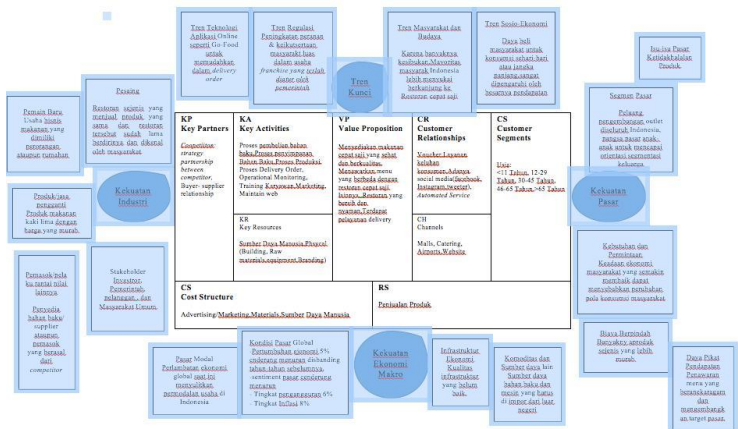 Tren Teknologi
Aplikasi Online
seperti Go-Food
untuk
memudahkan
dalam delivery
order
Tren Regulasi
Peningkatan peranan
& keikutsertaan
masyarakt luas
dalam usaha
franchise yang teslah
diatur oleh
pemerintah
Tren
Kunci
Tren Masyarakat dan
Budaya
Karena banyaknya
kesibukan,Mayoritas
masyarak Indonesia
lebih menyukai
berkunjung ke
Restoran cepat saji
Tren Sosio-Ekonomi
Daya beli
masyarakat untuk
konsumsi sehari hari
atau jangka
panjang,sangat
dipengarahi oleh
besarnya pendapatan
Isu-isu Pasar
Ketidakhalalan
Produk
Pesaing
Restoran sejenis yang
menjual produk yang
sama dan restoran
tersebut sudah lama
berdirinya dan dikenal
oleh masyarakat
Pemain Baru
Usaha bisnis
makanan yang
dimiliki
perorangan
ataupun rumahan
Segmen Pasar
Peluang
pengembangan outlet
diseluruh Indonesia,
pangsa pasar anak-
anak untuk mencapai
orientasi segmentasi
keluarga
Kekuatan
Industri
Produk/jasa
pengganti
Produk makanan
kaki lima dengan
harga yang murah
KP
Key Partners
Coopetition:
strategy
partnership
between
competitor,
Buyer- supplier
relationship
KA
Key Activities
Proses pembelian bahan
baku,Proses penyimpanan
Bahan Baku,Proses Produksi
Proses Delivery Order,
Operational Monitoring,
Training Karyawan,Marketing,
Maintain web
KR
Key Resources
Sumber Daya Manusia,Physcal
(Building, Raw
materials,equipment,Branding)
VP
Value Proposition
Menyediakan makanan
cepat saji yang sehat
dan berkualitas,
Menawarkan menu
yang berbeda dengan
restoran cepat saji
lainnya, Restoran yang
bersih dan
nyaman,Terdapat
pelayanan delivery
CR
Customer
Relationships
Voucher,Layanan
keluhan
konsumen,Adanya
social media(facebook,
Instagram,tweeter),
Automated Service
CH
Channels
Mails, Catering,
Airports,Website
CS
Customer
Segments
Usia:
<11 Tahun, 12-29
Tahun,30-45 Tahun
46-65 Tahun,>65 Tahun
Kekuatan
Pasar
Kebutuhan dan
Permintaan
Keadaan ekonomi
masyarakat yang semakin
membaik dapat
menyebabkan perubahan
pola konsumsi masyarakat
Pemasok/pela
ku rantai nilai
lainnya
Penyedia
bahan baku/
supplier
ataupun
pemasok
yang berasal
dari
competitor
Stakeholder
Investor,
Pemerintah,
pelanggan , dan
Masyarakat Umum.
CS
Cost Structure
Advertising/Marketing,Materials,Sumber Daya Manusia
RS
Penjualan Produk
Biaya Berpindah
Banyaknya produk
sejenis yang lebih
murah
Pasar Modal
Perlambatan ekonomi
global saat ini
menyulitkan
permodalan usaha di
Indonesia
Kondisi Pasar Global
-Pertumbuhan ekonomi 5%
cenderung menurun dibanding
tahun tahan sebelumnya.
-sentiment pasar cenderung
menurun
- Tingkat pengangguran 6%
- Tingkat Inflasi 8%
Kekuatan
Ekonomi
Makro
Infrastruktur
Ekonomi
Kualitas
infrastruktur
yang belum
baik.
Komoditas dan
Sumber daya lain
Sumber daya
bahan baku dan
mesin yang harus
di impor dari luar
negeri
Daya Pikat
Pendapatan
Penawaran
menu yang
beranekaragam
dan
mengembangk
an target pasar.